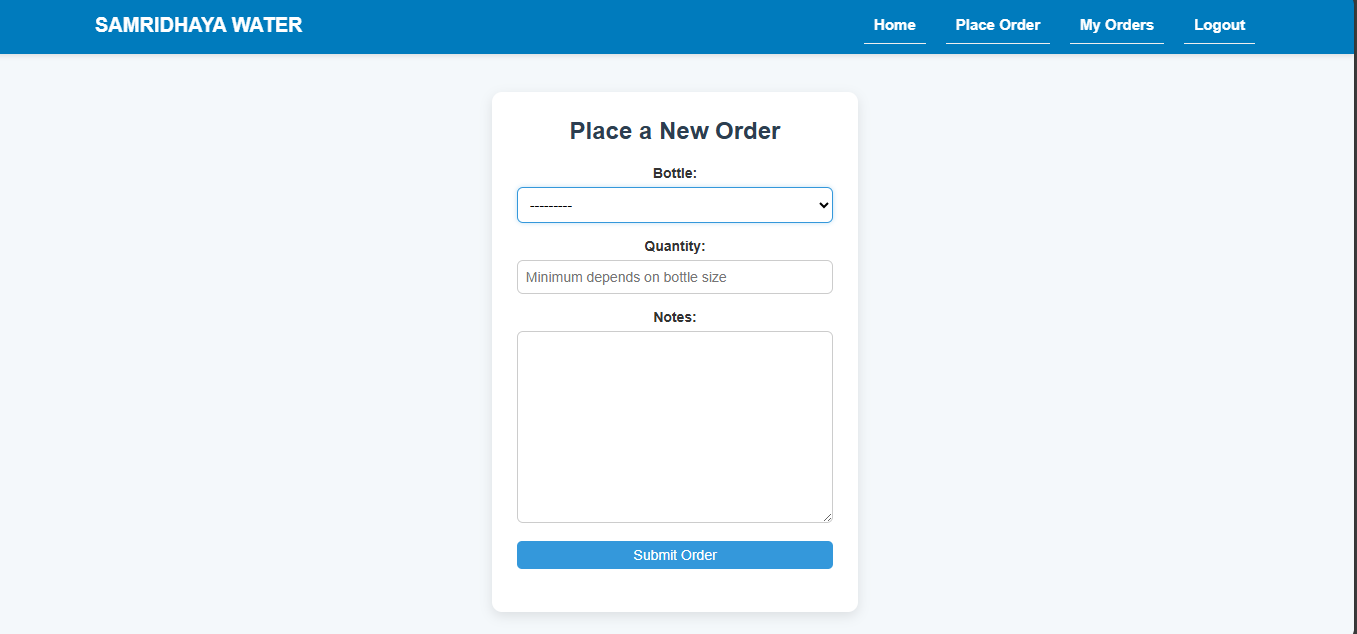 SAMRIDHAYA WATER
Home Place Order My Orders Logout
Place a New Order
Bottle:
---------
Quantity:
Minimum depends on bottle size
Notes:
Submit Order